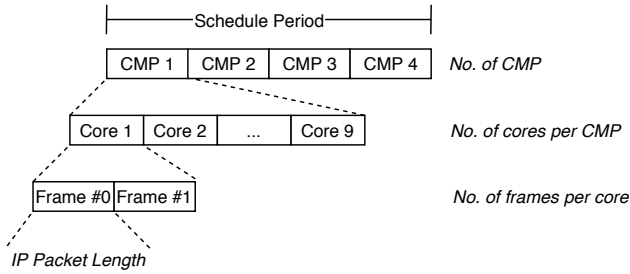 Schedule Period
CMP 1 CMP 2 CMP 3 CMP 4 No. of CMP
Core 1 Core 2 ... Core 9 No. of cores per CMP
Frame #0 Frame #1 No. of frames per core
IP Packet Length